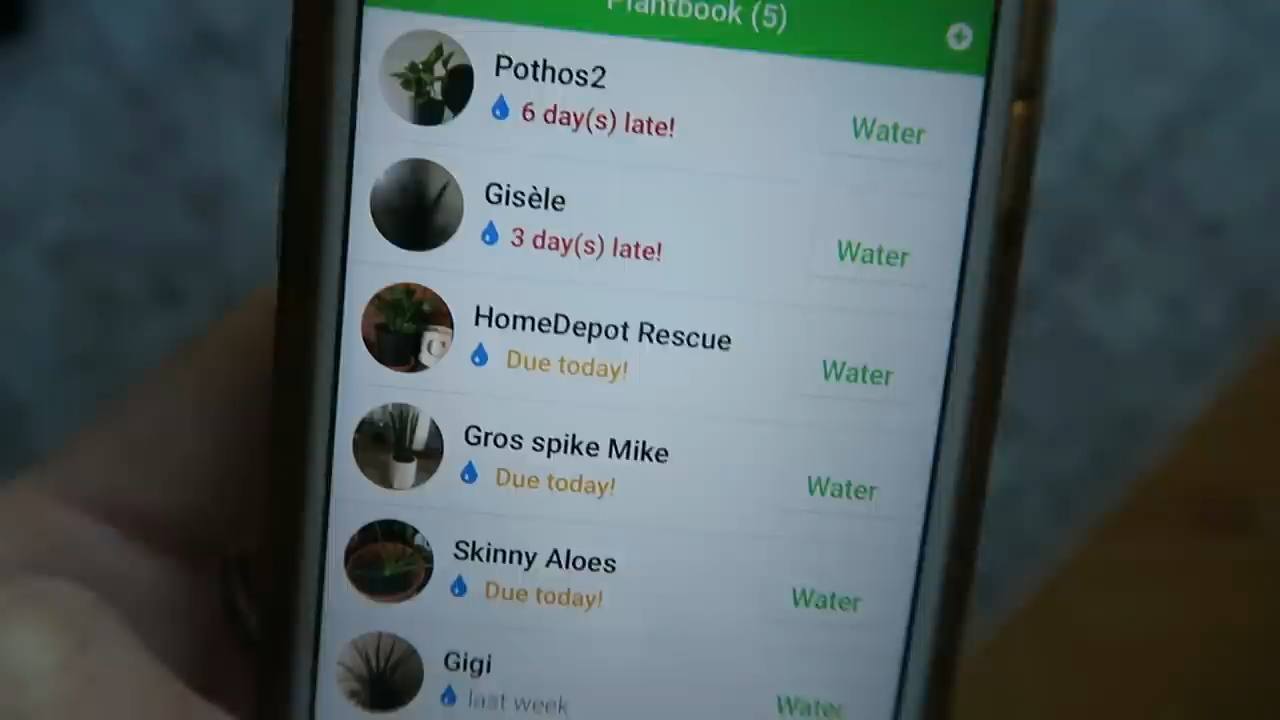 Plantbook (5)
Pothos2
6 day(s) late!
Water
Gisèle
3 day(s) late!
Water
HomeDepot Rescue
Due today!
Water
Gros spike Mike
Due today!
Water
Skinny Aloes
Due today!
Water
Gigi
last week
Water